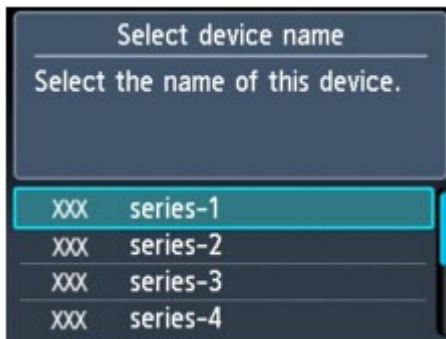 Select device name
Select the name of this device.
XXX series-1
XXX series-2
XXX series-3
XXX series-4